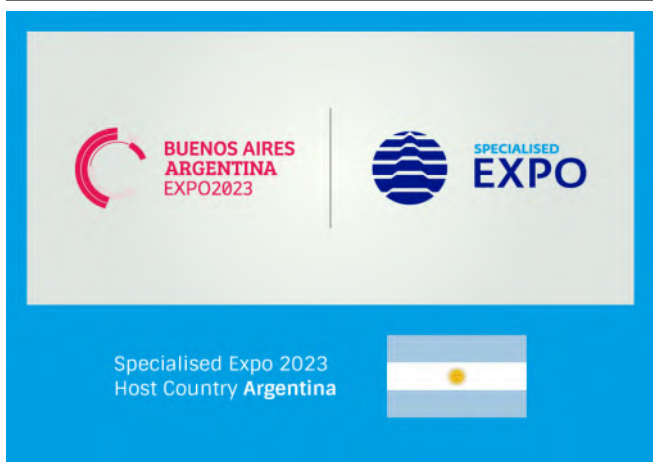 BUENOS AIRES
ARGENTINA
EXPO2023
SPECIALISED
EXPO
Specialised Expo 2023
Host Country Argentina